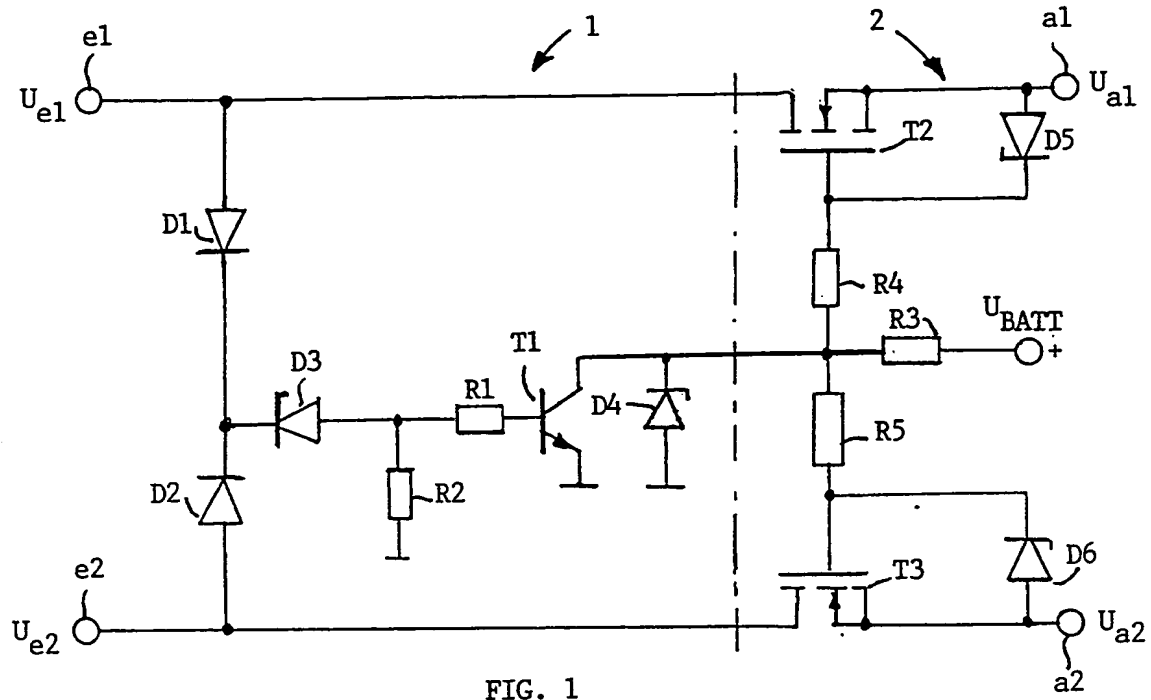 e1
1
2
a1
U_e1
U_a1
T2
D5
D1
R4
U_BATT
R3
+
T1
D3
R1
D4
R5
D2
R2
e2
T3
D6
U_e2
U_a2
a2
FIG. 1